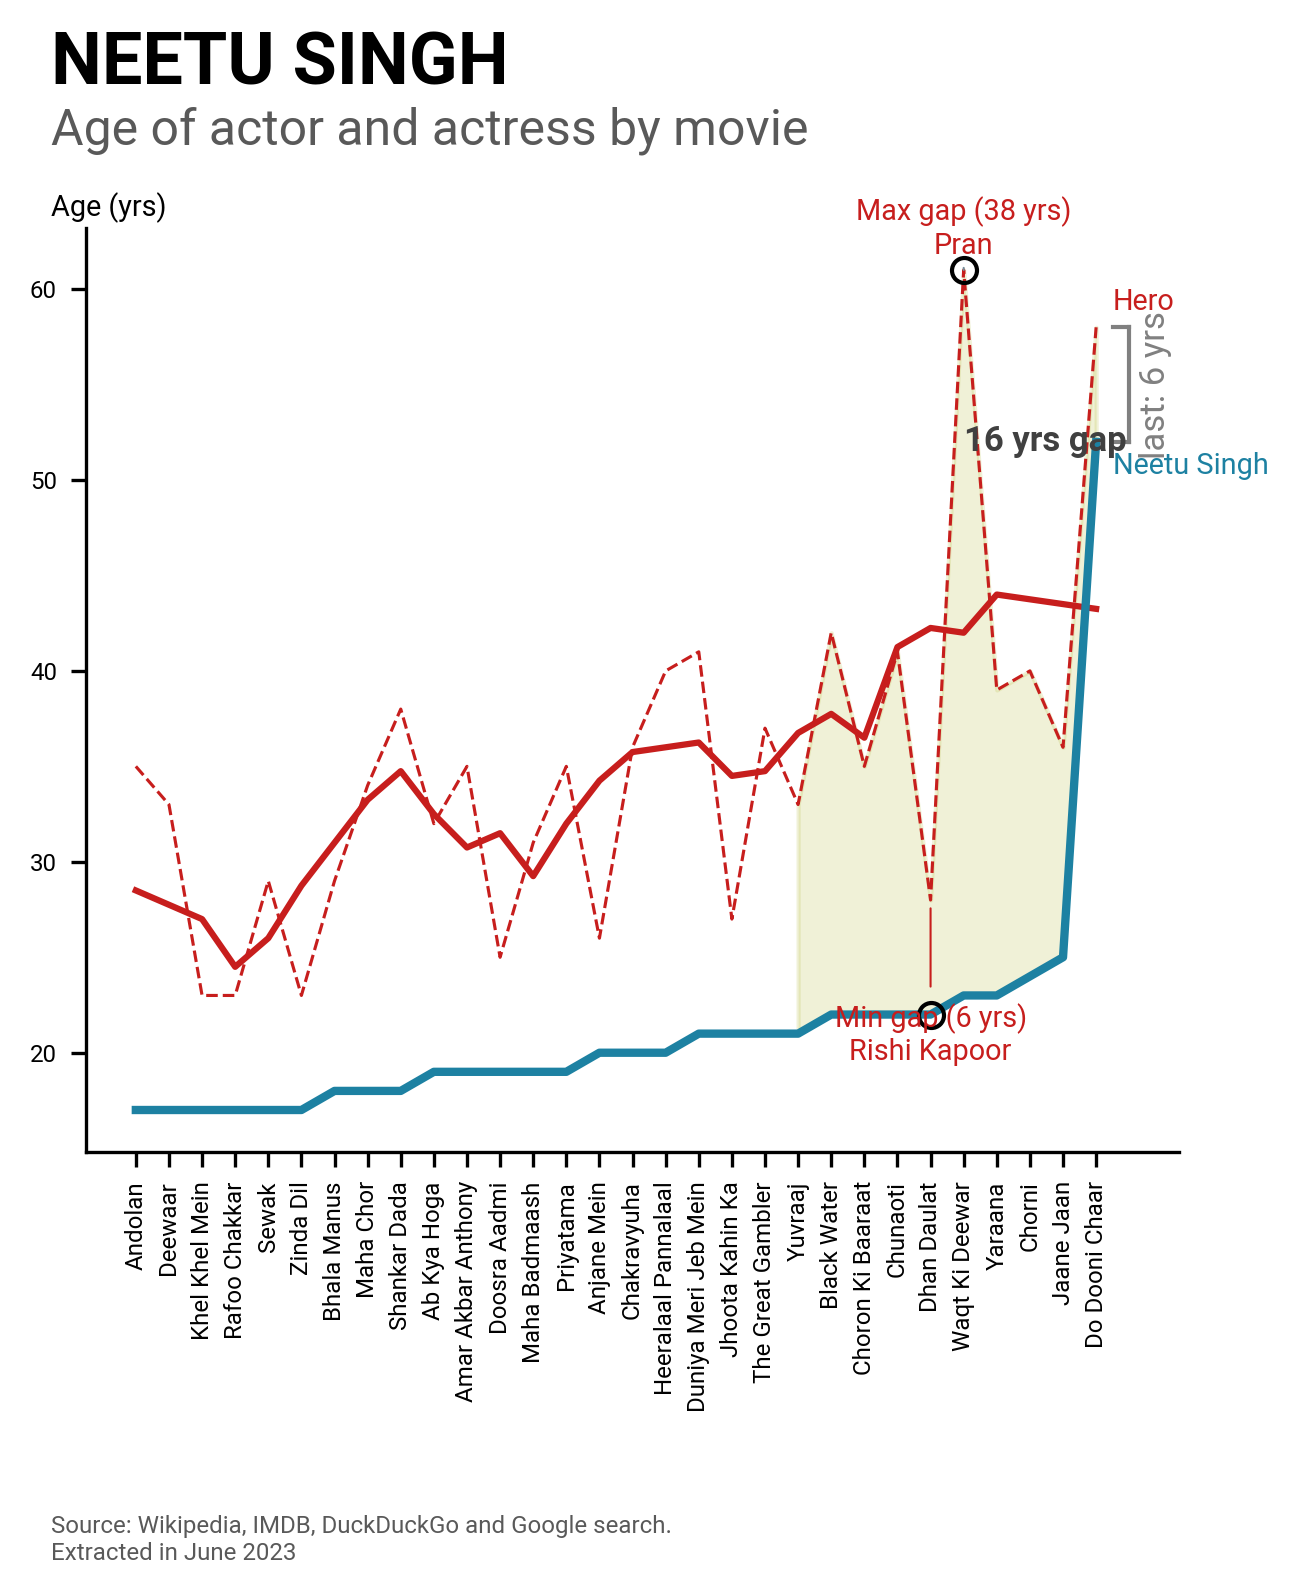 NEETU SINGH
Age of actor and actress by movie
Age (yrs)
Max gap (38 yrs)
Pran
60
Hero
last: 6 yrs
16 yrs gap
Neetu Singh
50
40
30
20
Min gap (6 yrs)
Rishi Kapoor
Andolan
Deewaar
Khel Khel Mein
Rafoo Chakkar
Sewak
Zinda Dil
Bhala Manus
Maha Chor
Shankar Dada
Ab Kya Hoga
Amar Akbar Anthony
Doosra Aadmi
Maha Badmaash
Priyatama
Anjane Mein
Chakravyuha
Heeralaal Pannalaal
Duniya Meri Jeb Mein
Jhoota Kahin Ka
The Great Gambler
Yuvraaj
Black Water
Choron Ki Baaraat
Chunaoti
Dhan Daulat
Waqt Ki Deewar
Yaraana
Chorni
Jaane Jaan
Do Dooni Chaar
Source: Wikipedia, IMDB, DuckDuckGo and Google search.
Extracted in June 2023